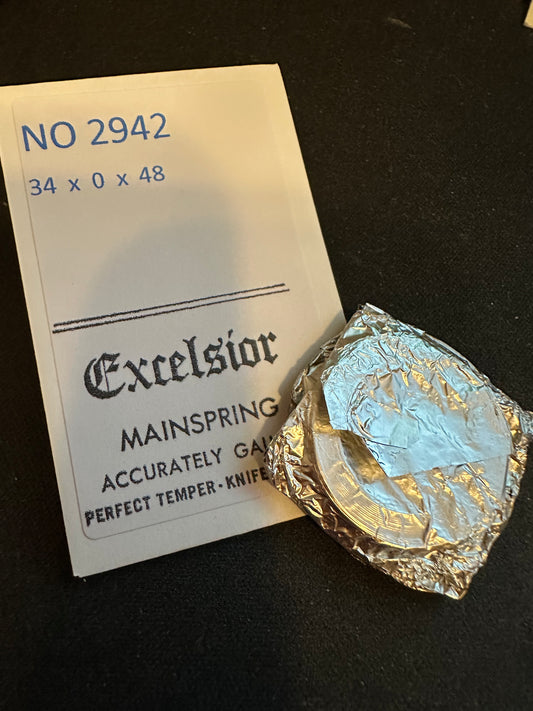 NO 2942
34 x 0 x 48
Excelsior
MAINSPRING
ACCURATELY
PERFECT TEMPER - KNIFE